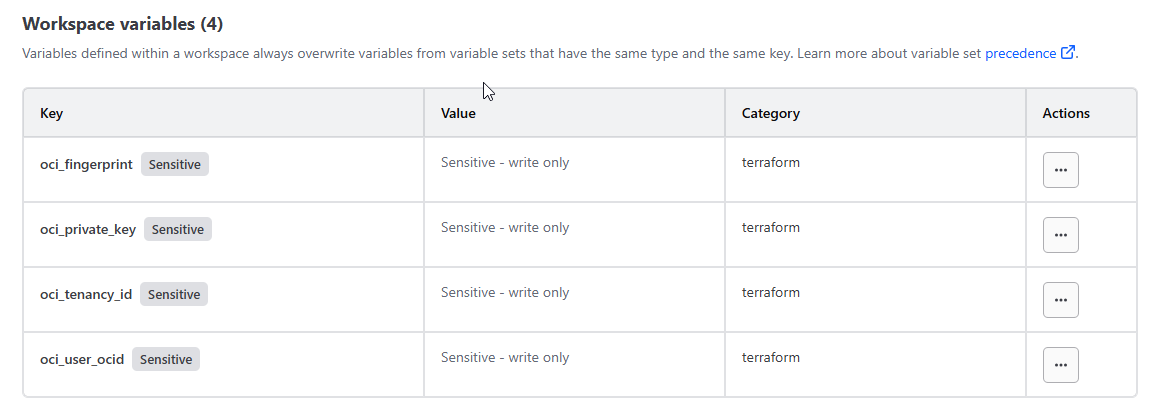 Workspace variables (4)
Variables defined within a workspace always overwrite variables from variable sets that have the same type and the same key. Learn more about variable set precedence.
Key Value Category Actions
oci_fingerprint Sensitive Sensitive - write only terraform ...
oci_private_key Sensitive Sensitive - write only terraform ...
oci_tenancy_id Sensitive Sensitive - write only terraform ...
oci_user_ocid Sensitive Sensitive - write only terraform ...